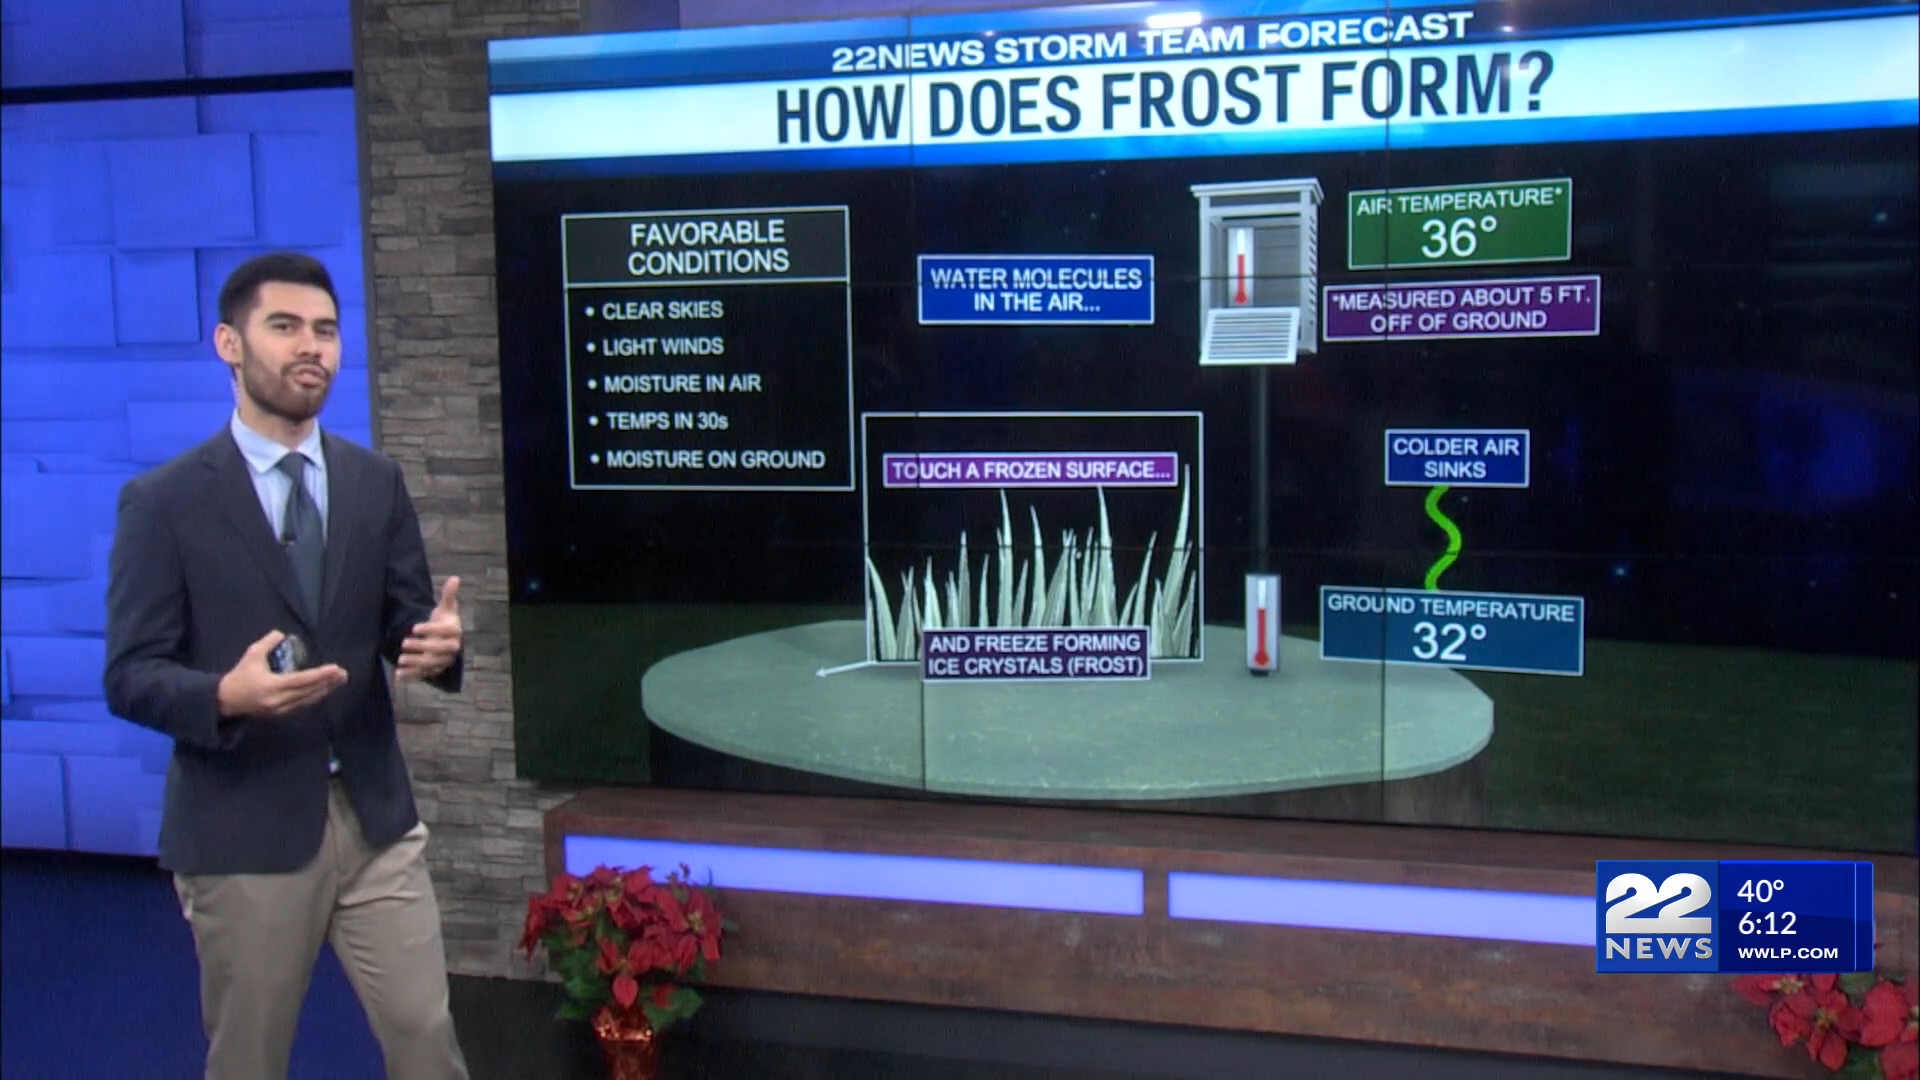 22NEWS STORM TEAM FORECAST
HOW DOES FROST FORM?
FAVORABLE
CONDITIONS
• CLEAR SKIES
• LIGHT WINDS
• MOISTURE IN AIR
• TEMPS IN 30s
• MOISTURE ON GROUND
WATER MOLECULES
IN THE AIR...
TOUCH A FROZEN SURFACE...
AND FREEZE FORMING
ICE CRYSTALS (FROST)
AIR TEMPERATURE*
36°
*MEASURED ABOUT 5 FT.
OFF OF GROUND
COLDER AIR
SINKS
GROUND TEMPERATURE
32°
22
NEWS
40°
6:12
WWLP.COM